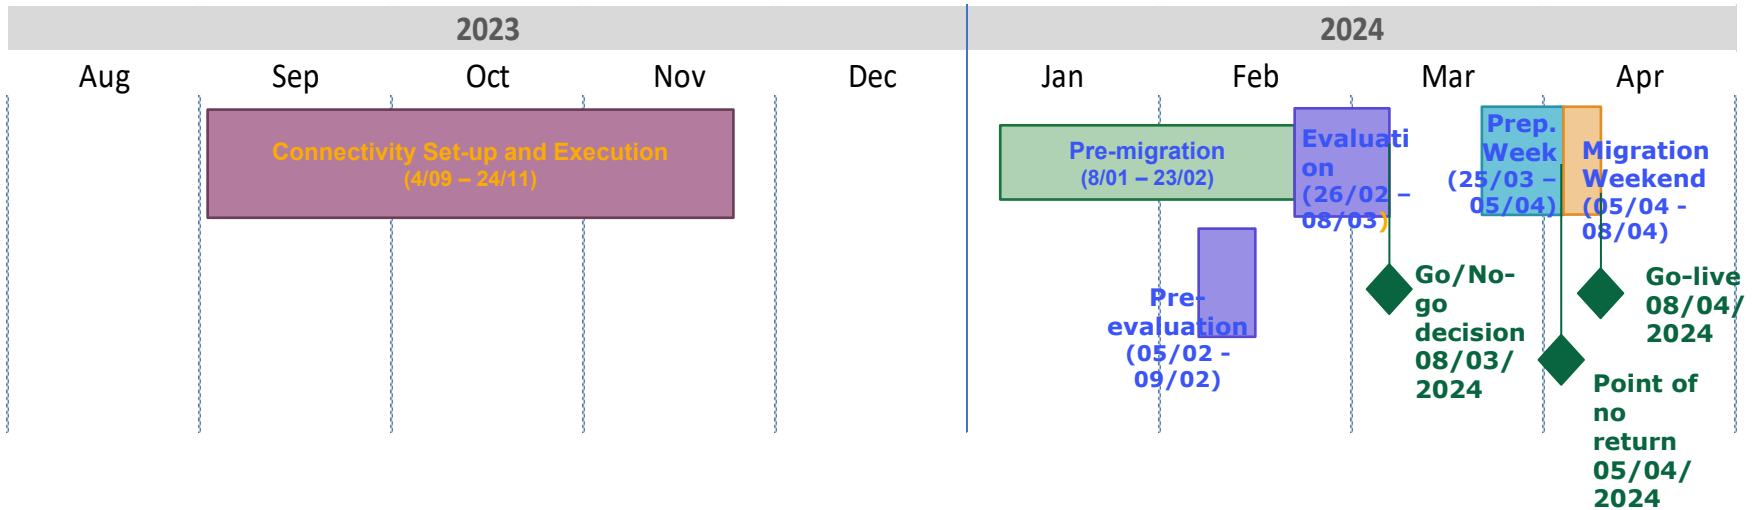 2023
2024
Aug
Sep
Oct
Nov
Dec
Jan
Feb
Mar
Apr
Connectivity Set-up and Execution
(4/09 – 24/11)
Pre-migration
(8/01 – 23/02)
Evaluati
on
(26/02 –
08/03)
Prep.
Week
(25/03 –
05/04)
Migration
Weekend
(05/04 -
08/04)
Pre-
evaluation
(05/02 -
09/02)
Go/No-
go
decision
08/03/
2024
Go-live
08/04/
2024
Point of
no
return
05/04/
2024